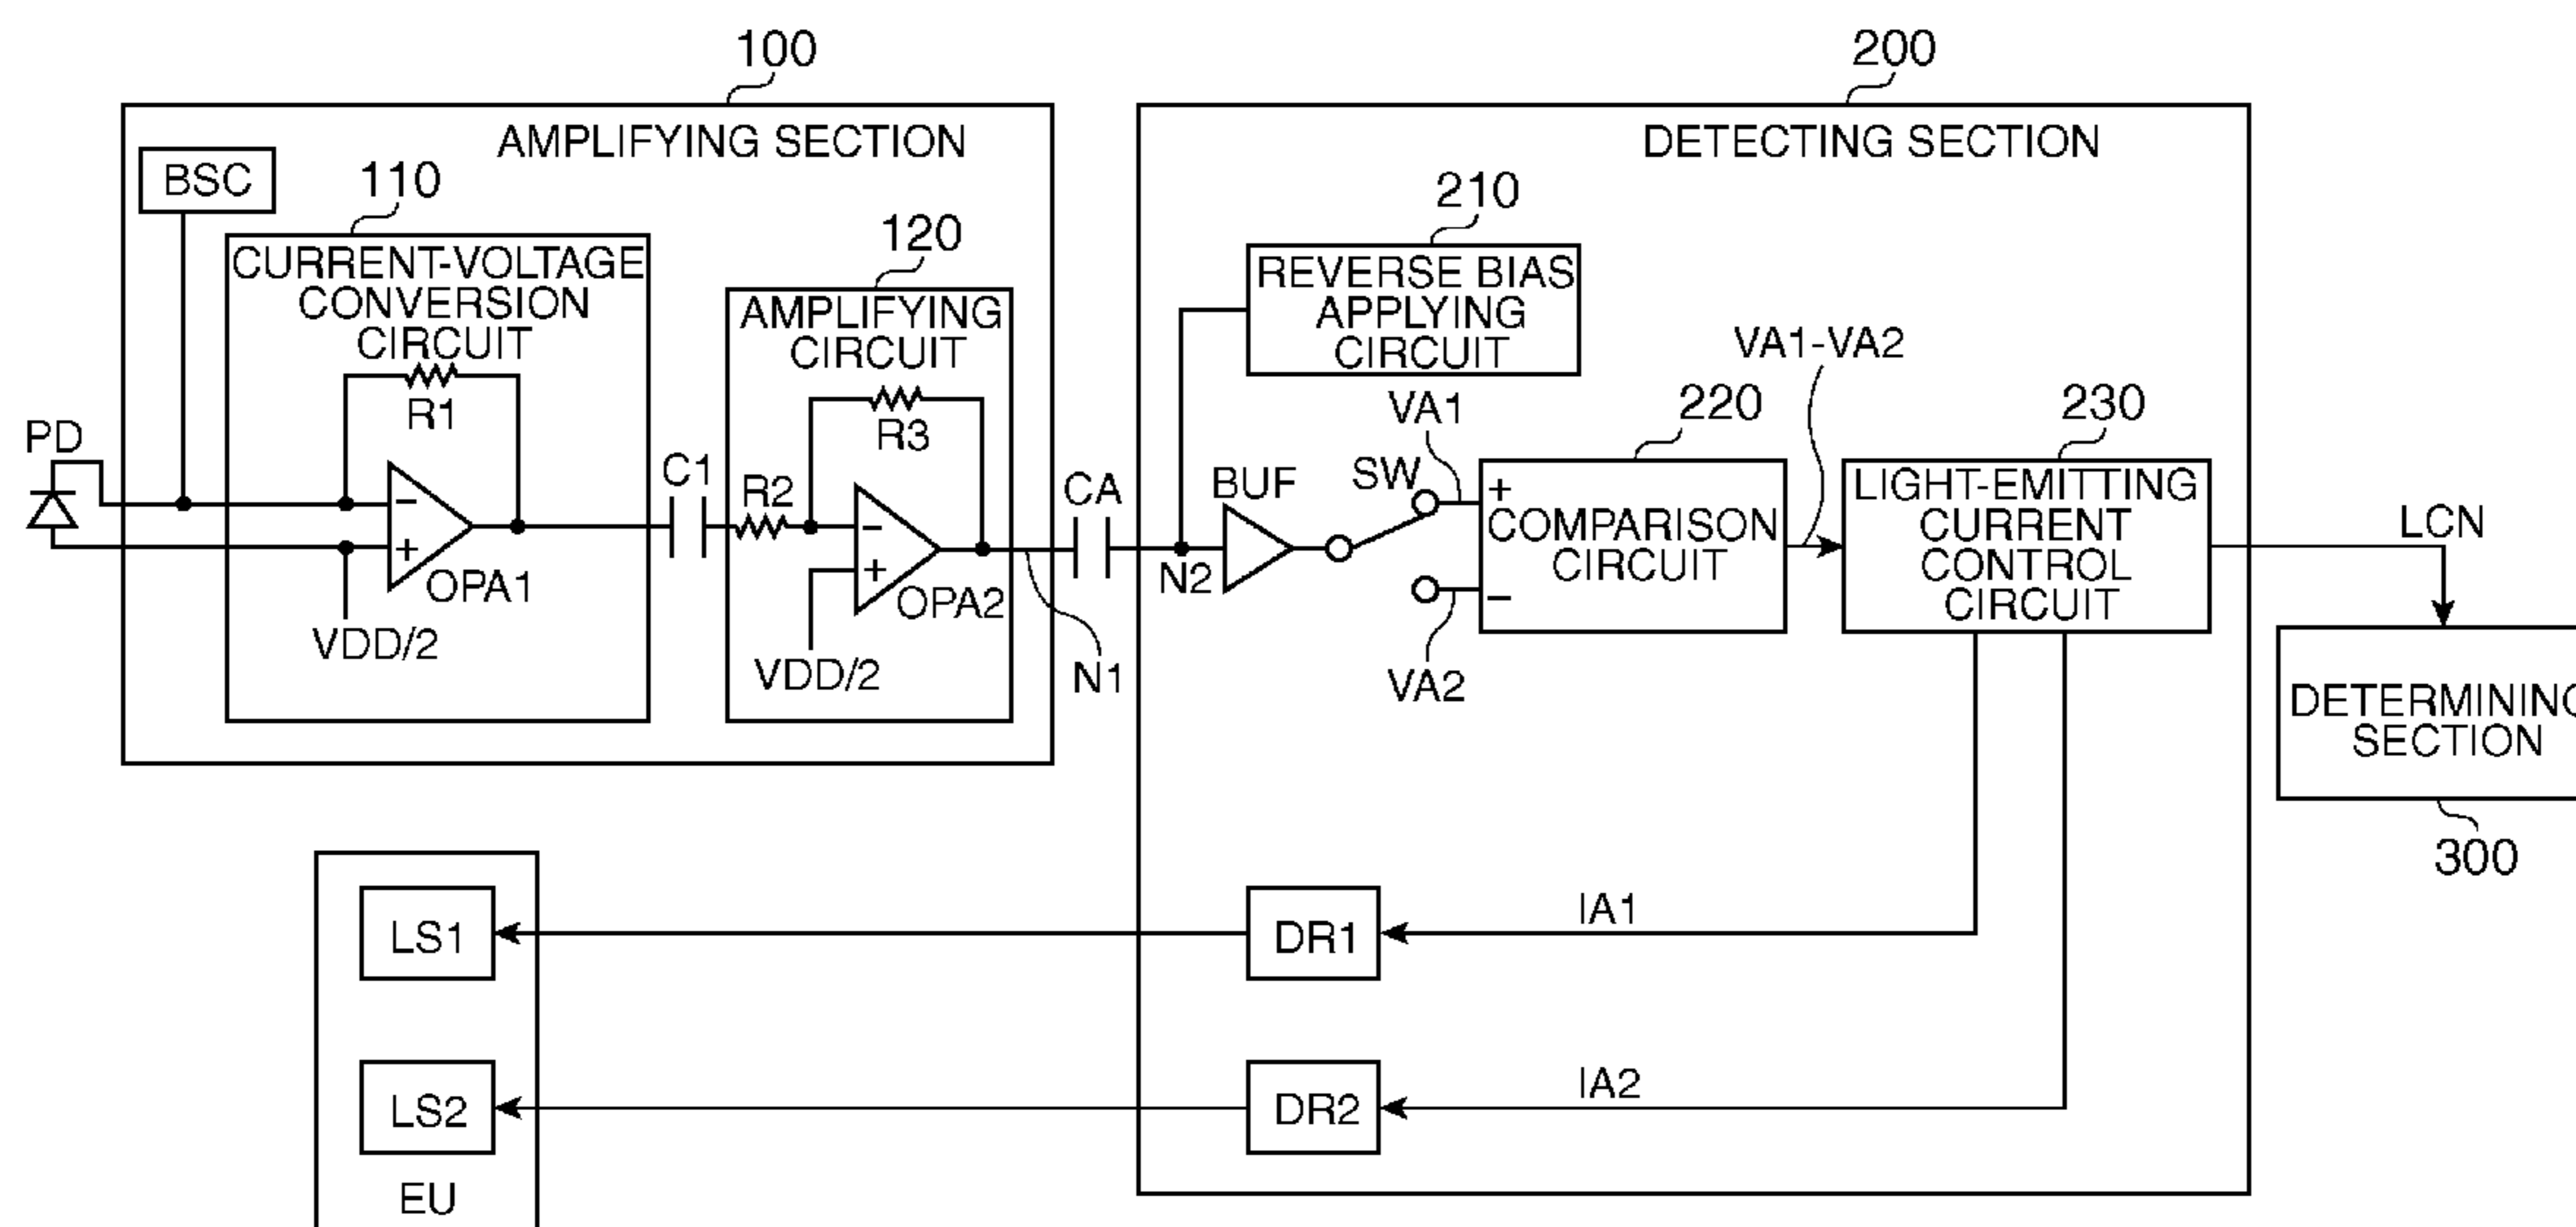 100
200
AMPLIFYING SECTION
DETECTING SECTION
BSC
110
210
CURRENT-VOLTAGE
CONVERSION
CIRCUIT
120
AMPLIFYING
CIRCUIT
REVERSE BIAS
APPLYING
CIRCUIT
VA1-VA2
R1
R3
VA1
220
230
PD
C1
R2
CA
BUF
SW
-
+
OPA1
VDD/2
-
+
OPA2
VDD/2
N1
N2
+
COMPARISON
CIRCUIT
-
VA2
LIGHT-EMITTING
CURRENT
CONTROL
CIRCUIT
LCN
DETERMINING
SECTION
300
LS1
DR1
IA1
LS2
DR2
IA2
EU